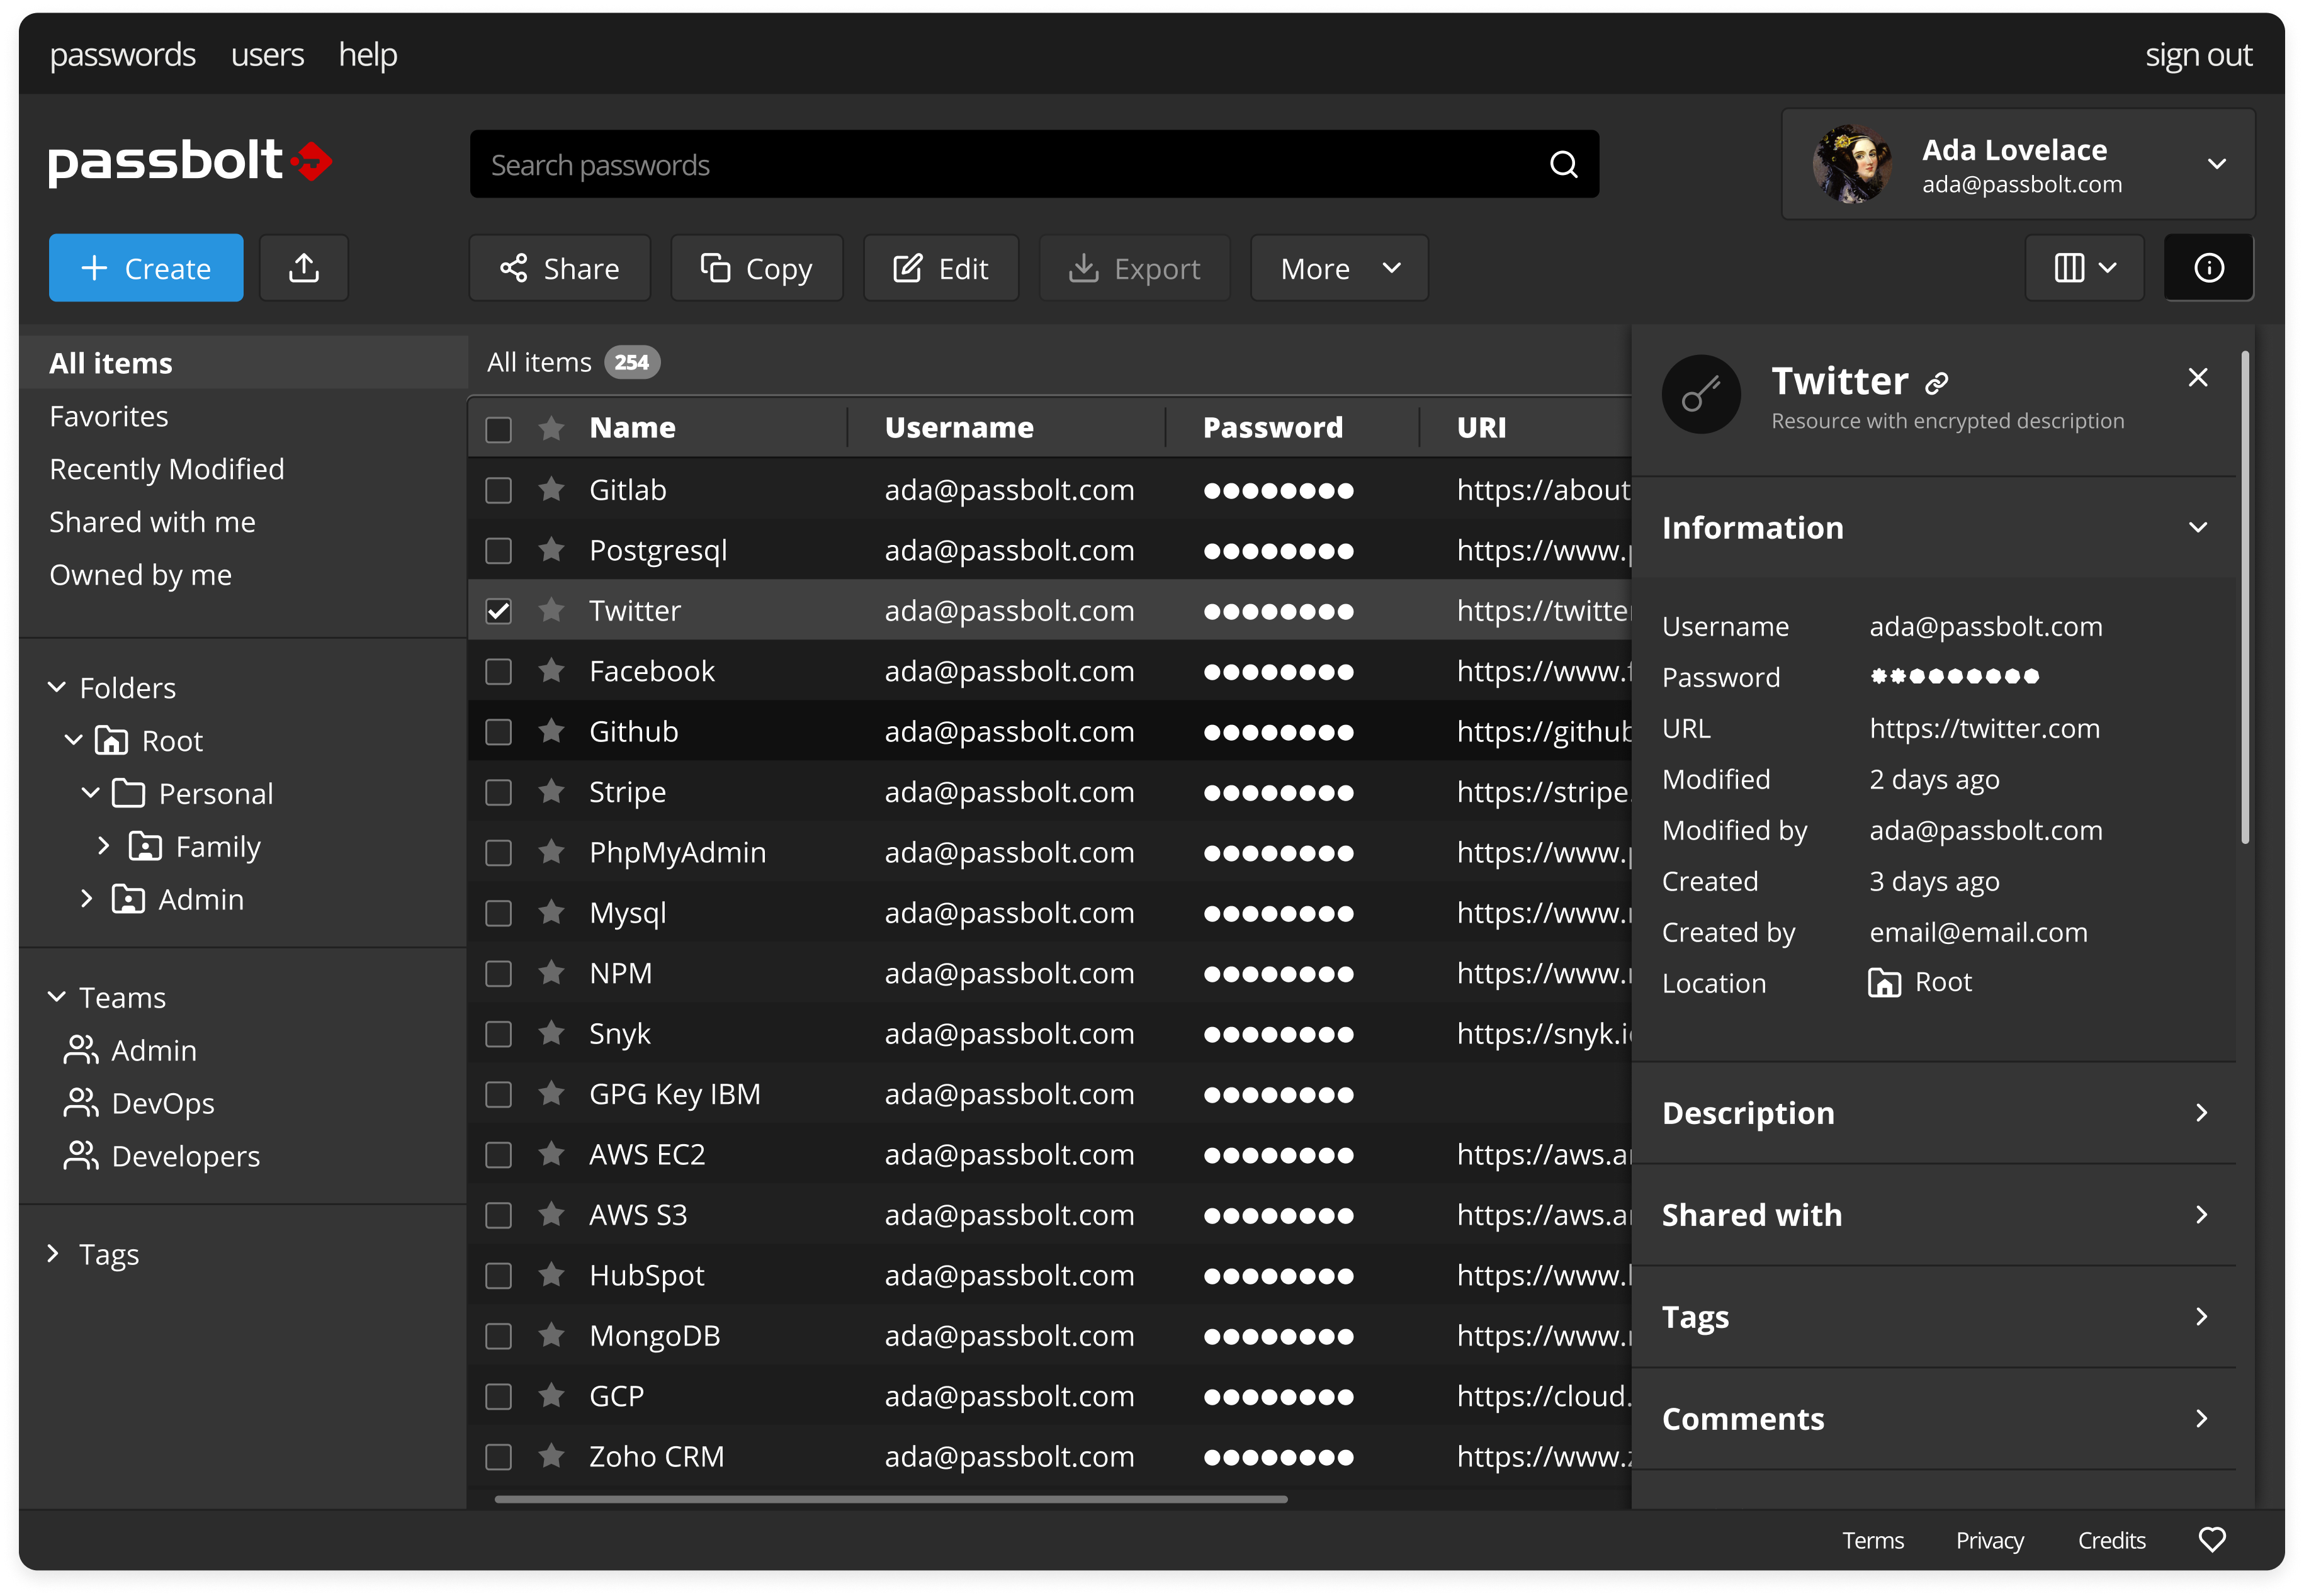 passwords users help sign out
passbolt
Search passwords
Ada Lovelace
ada@passbolt.com
Create
Share Copy Edit Export More
All items
Favorites
Recently Modified
Shared with me
Owned by me
Folders
Root
Personal
Family
Admin
Teams
Admin
DevOps
Developers
Tags
All items 254
Name Username Password URI
Gitlab ada@passbolt.com ●●●●●●●● https://about
Postgresql ada@passbolt.com ●●●●●●●● https://www.
Twitter ada@passbolt.com ●●●●●●●● https://twitter
Facebook ada@passbolt.com ●●●●●●●● https://www.f
Github ada@passbolt.com ●●●●●●●● https://github
Stripe ada@passbolt.com ●●●●●●●● https://stripe.
PhpMyAdmin ada@passbolt.com ●●●●●●●● https://www.
Mysql ada@passbolt.com ●●●●●●●● https://www.
NPM ada@passbolt.com ●●●●●●●● https://www.
Snyk ada@passbolt.com ●●●●●●●● https://snyk.i
GPG Key IBM ada@passbolt.com ●●●●●●●●
AWS EC2 ada@passbolt.com ●●●●●●●● https://aws.a
AWS S3 ada@passbolt.com ●●●●●●●● https://aws.a
HubSpot ada@passbolt.com ●●●●●●●● https://www.
MongoDB ada@passbolt.com ●●●●●●●● https://www.
GCP ada@passbolt.com ●●●●●●●● https://cloud.
Zoho CRM ada@passbolt.com ●●●●●●●● https://www.z
Twitter
Resource with encrypted description
Information
Username ada@passbolt.com
Password **●●●●●●●
URL https://twitter.com
Modified 2 days ago
Modified by ada@passbolt.com
Created 3 days ago
Created by email@email.com
Location Root
Description
Shared with
Tags
Comments
Terms Privacy Credits